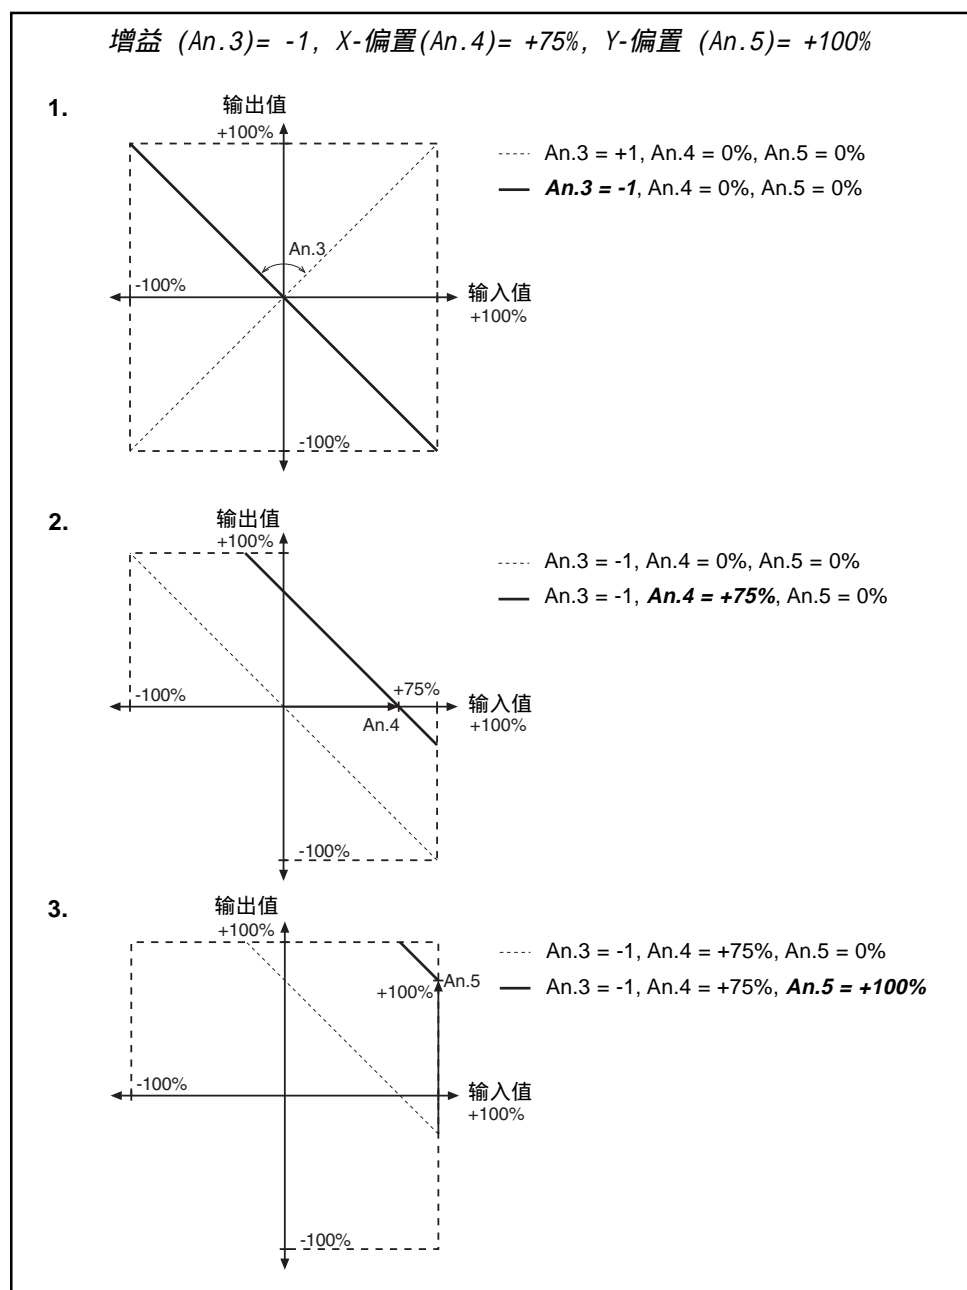 增益 (An.3)= -1, X-偏置(An.4)= +75%, Y-偏置 (An.5)= +100%
1.
输出值
+100%
An.3
-100%
输入值
+100%
-100%
An.3 = +1, An.4 = 0%, An.5 = 0%
An.3 = -1, An.4 = 0%, An.5 = 0%
2.
输出值
+100%
-100%
+75%
An.4
输入值
+100%
-100%
An.3 = -1, An.4 = 0%, An.5 = 0%
An.3 = -1, An.4 = +75%, An.5 = 0%
3.
输出值
+100%
An.5
+100%
-100%
输入值
+100%
-100%
An.3 = -1, An.4 = +75%, An.5 = 0%
An.3 = -1, An.4 = +75%, An.5 = +100%